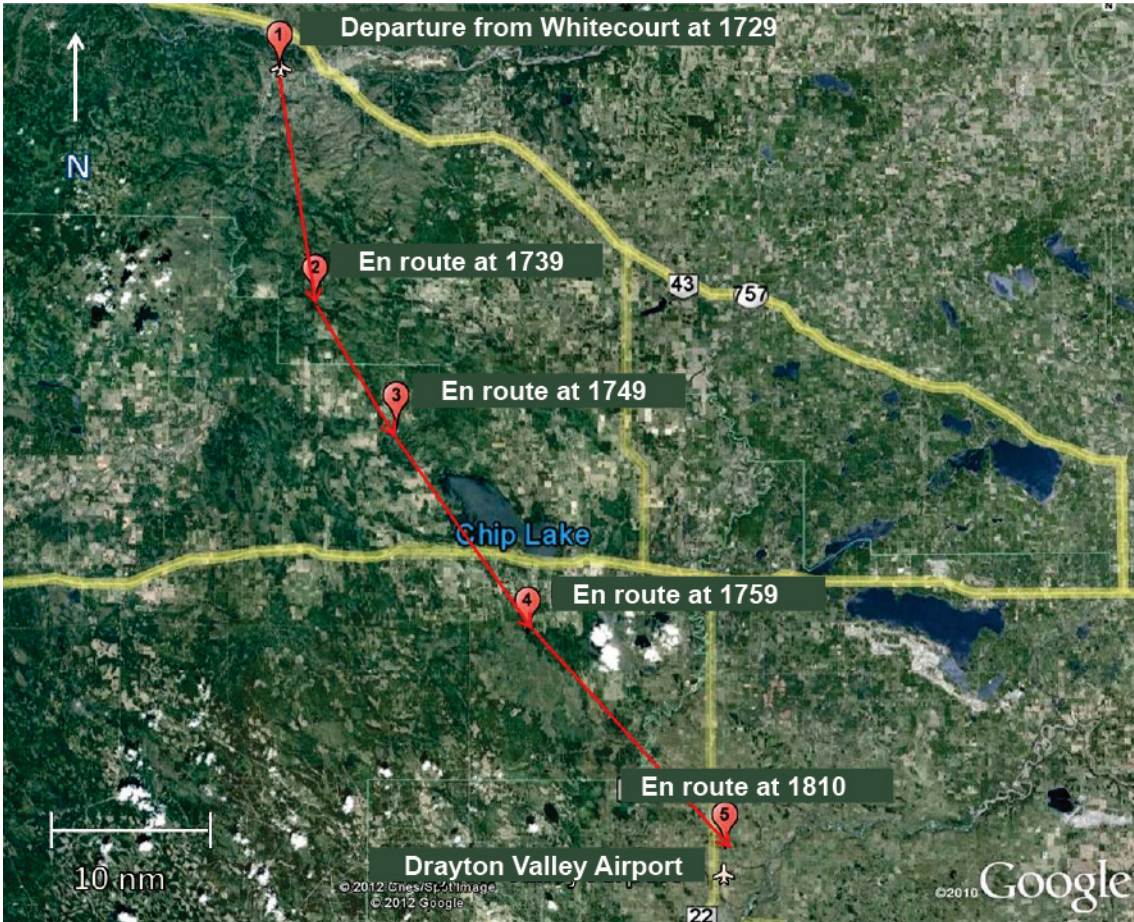 N
1
Departure from Whitecourt at 1729
N
2
En route at 1739
43
757
3
En route at 1749
Chip Lake
4
En route at 1759
En route at 1810
5
Drayton Valley Airport
10 nm
© 2012 Cnes/Spot Image
© 2012 Google
©2010 Google
22